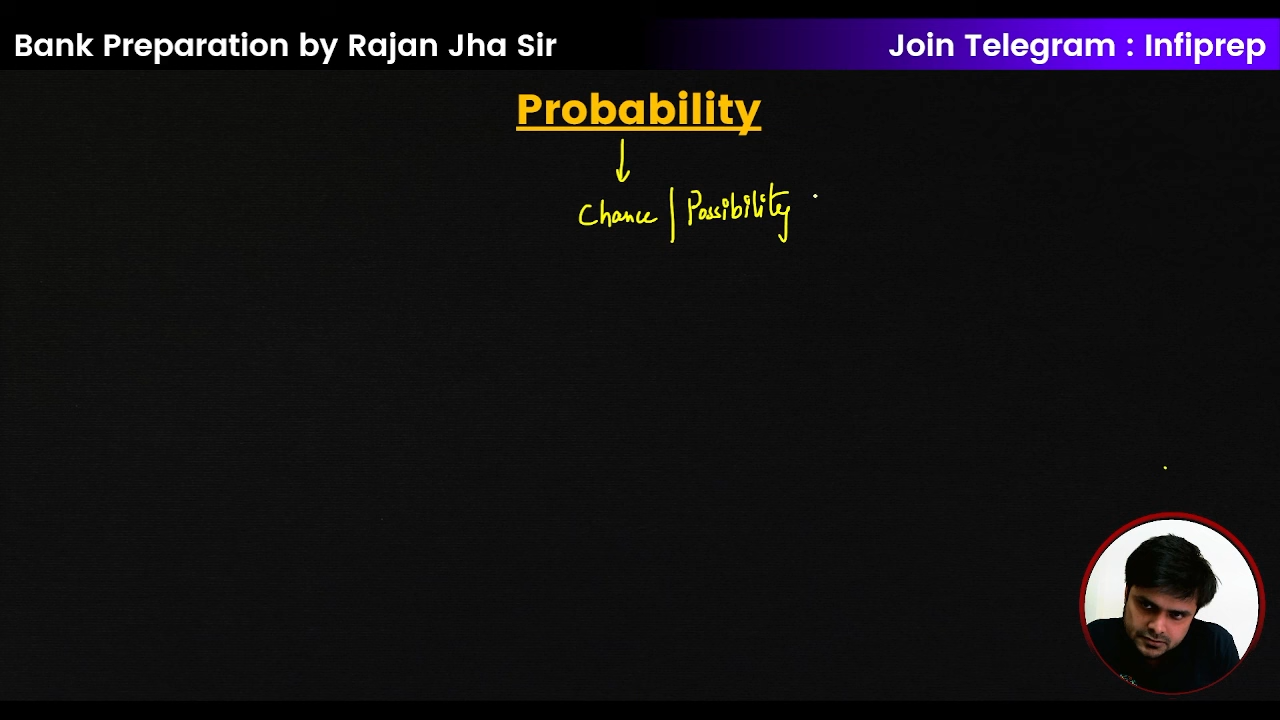 Bank Preparation by Rajan Jha Sir
Join Telegram : Infiprep
Probability
Chance | Possibility